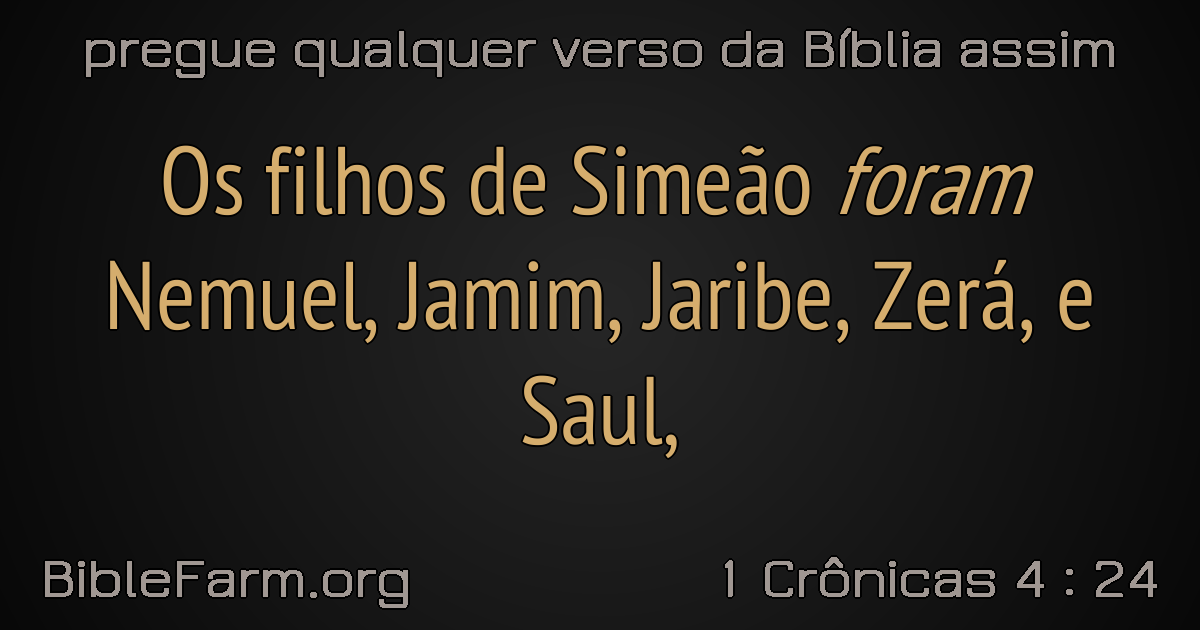 pregue qualquer verso da Bíblia assim
Os filhos de Simeão foram
Nemuel, Jamim, Jaribe, Zerá, e
Saul,
BibleFarm.org
1 Crônicas 4 : 24